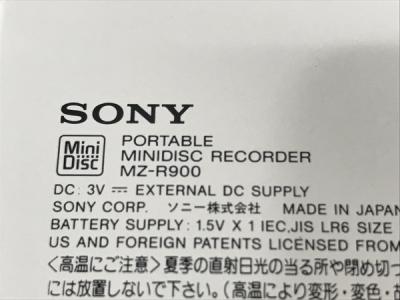 SONY
Mini Disc
PORTABLE
MINIDISC RECORDER
MZ-R900
DC: 3V ⎓ EXTERNAL DC SUPPLY
SONY CORP. ソニー株式会社 MADE IN JAPAN
BATTERY SUPPLY: 1.5V X 1 IEC,JIS LR6 SIZE
US AND FOREIGN PATENTS LICENSED FROM
<高温にご注意>夏季の直射日光の当る所や閉め切っ
には放置しないで下さい。(高温により変形・変色・故